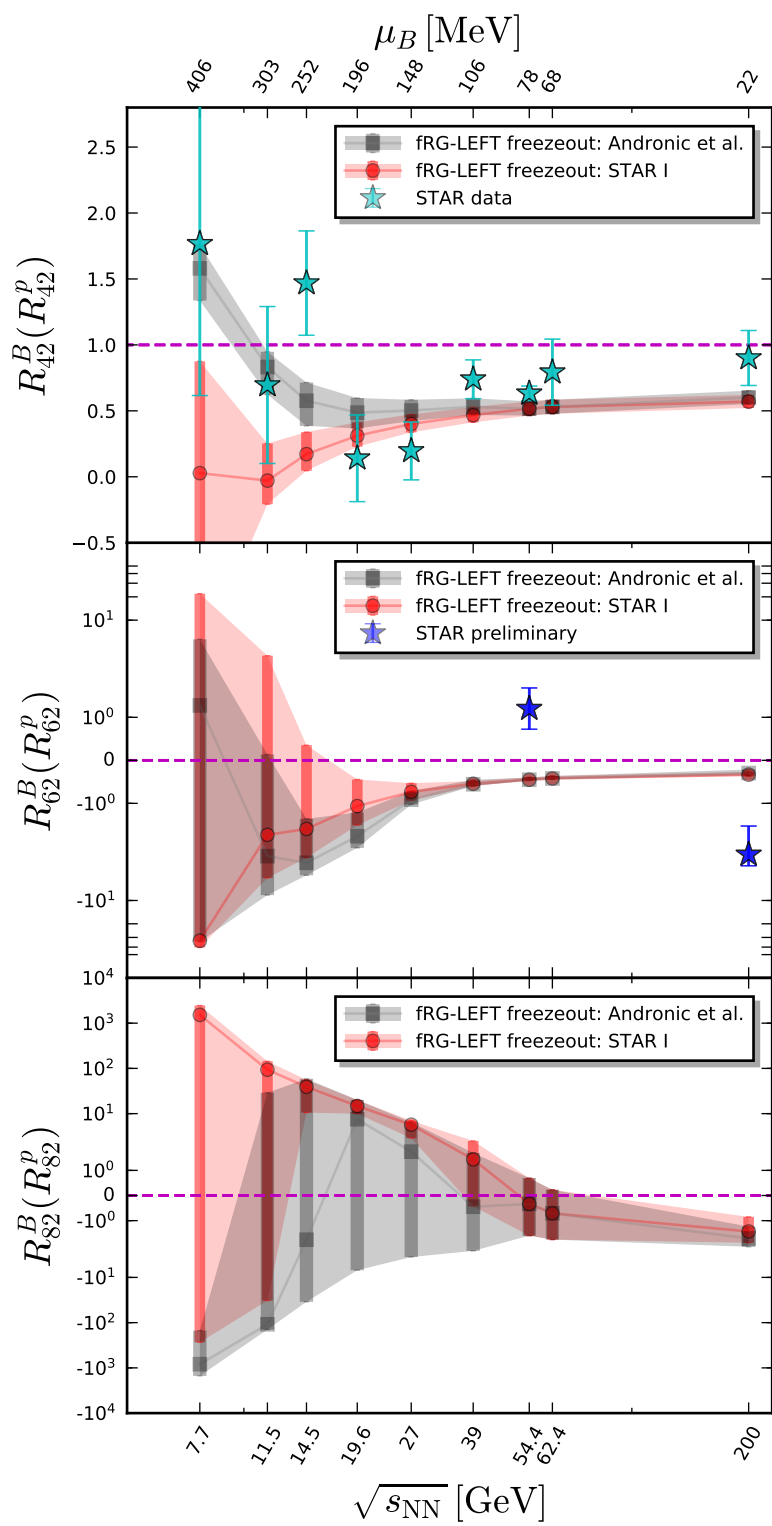 μ_B [MeV]
406 303 252 196 148 106 78 68 22
R^B_42(R^p_42)
2.5
2.0
1.5
1.0
0.5
0.0
−0.5
fRG-LEFT freezeout: Andronic et al.
fRG-LEFT freezeout: STAR I
STAR data
R^B_62(R^p_62)
10^1
10^0
0
-10^0
-10^1
fRG-LEFT freezeout: Andronic et al.
fRG-LEFT freezeout: STAR I
STAR preliminary
R^B_82(R^p_82)
10^4
10^3
10^2
10^1
10^0
0
-10^0
-10^1
-10^2
-10^3
-10^4
fRG-LEFT freezeout: Andronic et al.
fRG-LEFT freezeout: STAR I
7.7 11.5 14.5 19.6 27 39 54.4 62.4 200
√s_NN [GeV]